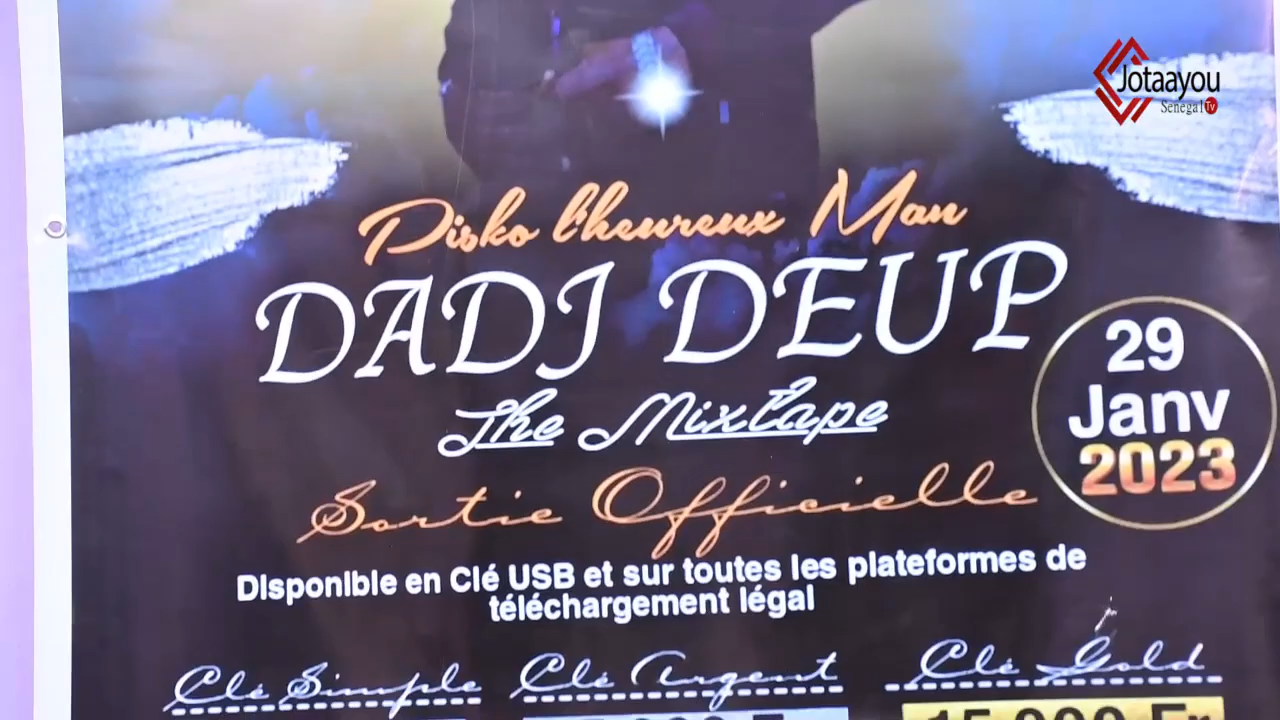 Jotaayou
Senegal Tv
Pisko l'heureux Man
DADJ DEUP
The Mixtape
29
Janv
2023
Sortie Officielle
Disponible en Clé USB et sur toutes les plateformes de
téléchargement légal
Clé Simple Clé Argent Clé Gold